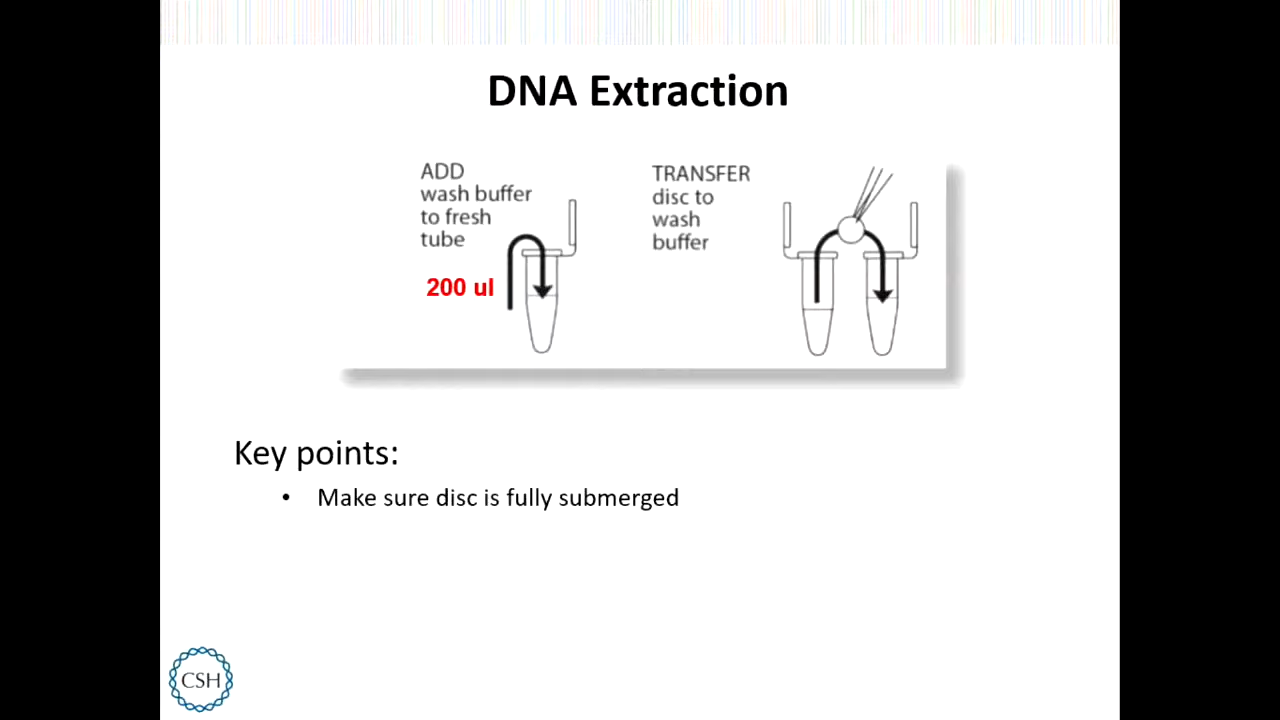 DNA Extraction
ADD
wash buffer
to fresh
tube
200 ul
TRANSFER
disc to
wash
buffer
Key points:
• Make sure disc is fully submerged
CSH